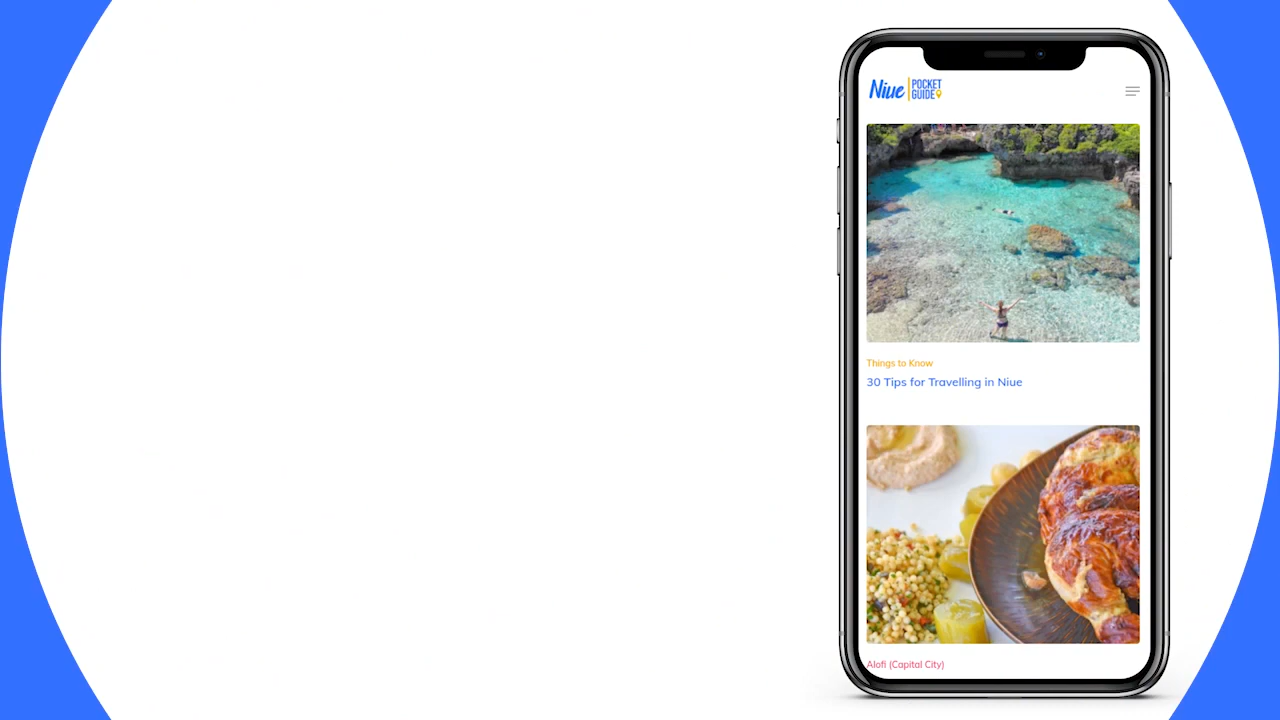 Niue POCKET
GUIDE
Things to Know
30 Tips for Travelling in Niue
Alofi (Capital City)